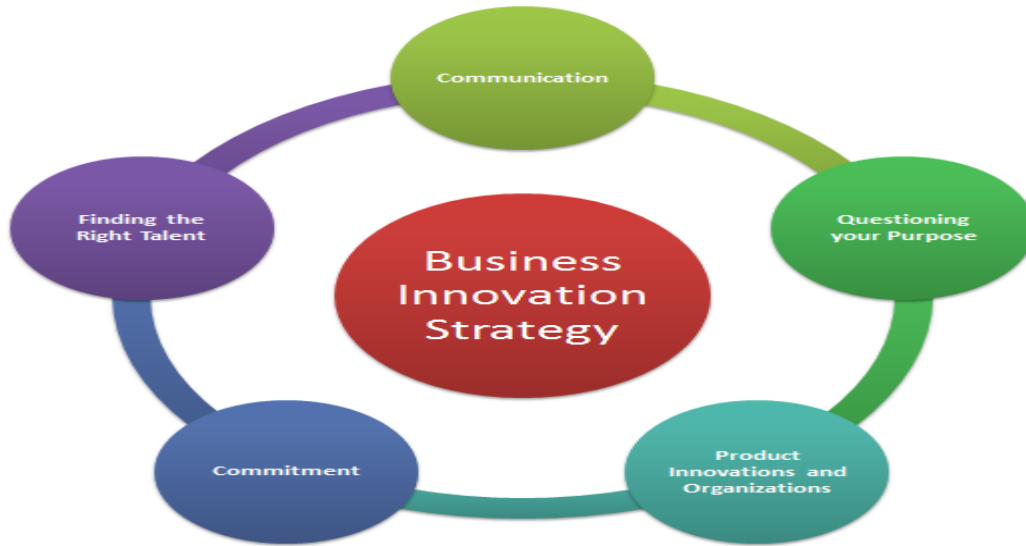 Communication
Finding the
Right Talent
Questioning
your Purpose
Business
Innovation
Strategy
Commitment
Product
Innovations and
Organizations